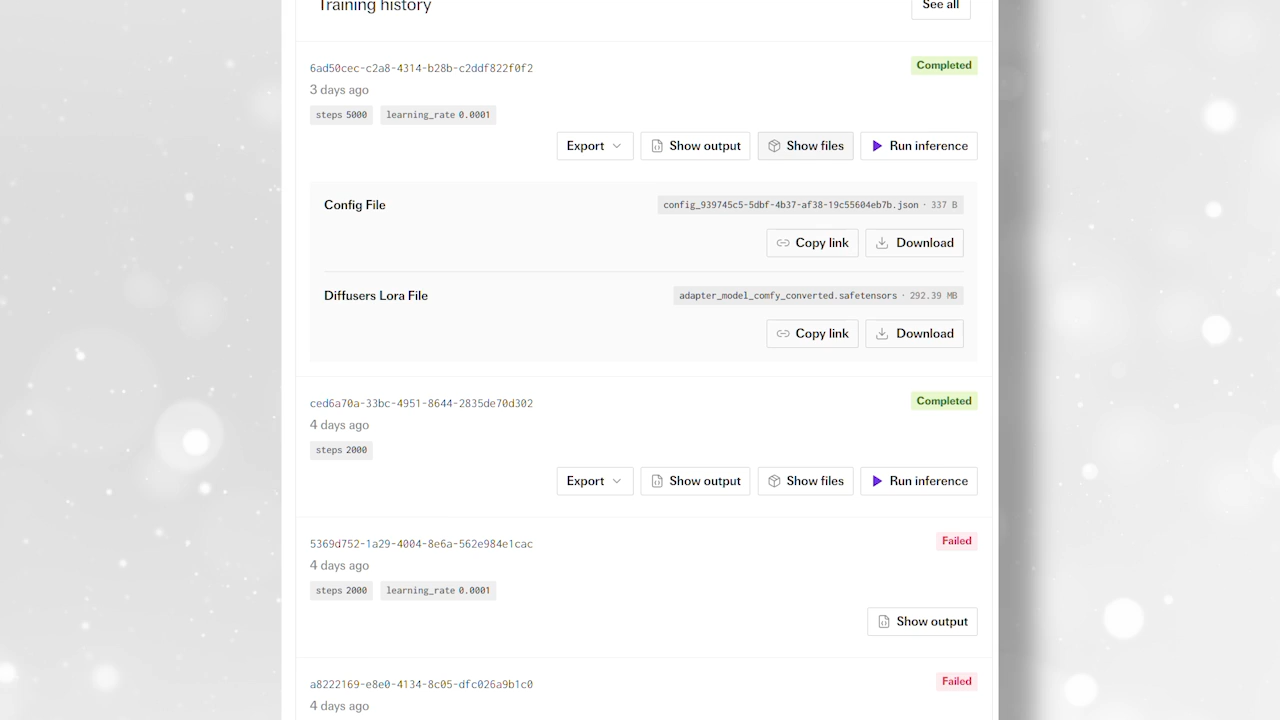 Training history
See all
6ad50cec-c2a8-4314-b28b-c2ddf822f0f2
Completed
3 days ago
steps 5000
learning_rate 0.0001
Export
Show output
Show files
Run inference
Config File
config_939745c5-5dbf-4b37-af38-19c55604eb7b.json · 337 B
Copy link
Download
Diffusers Lora File
adapter_model_comfy_converted.safetensors · 292.39 MB
Copy link
Download
ced6a70a-33bc-4951-8644-2835de70d302
Completed
4 days ago
steps 2000
Export
Show output
Show files
Run inference
5369d752-1a29-4004-8e6a-562e984e1cac
Failed
4 days ago
steps 2000
learning_rate 0.0001
Show output
a8222169-e8e0-4134-8c05-dfc026a9b1c0
Failed
4 days ago